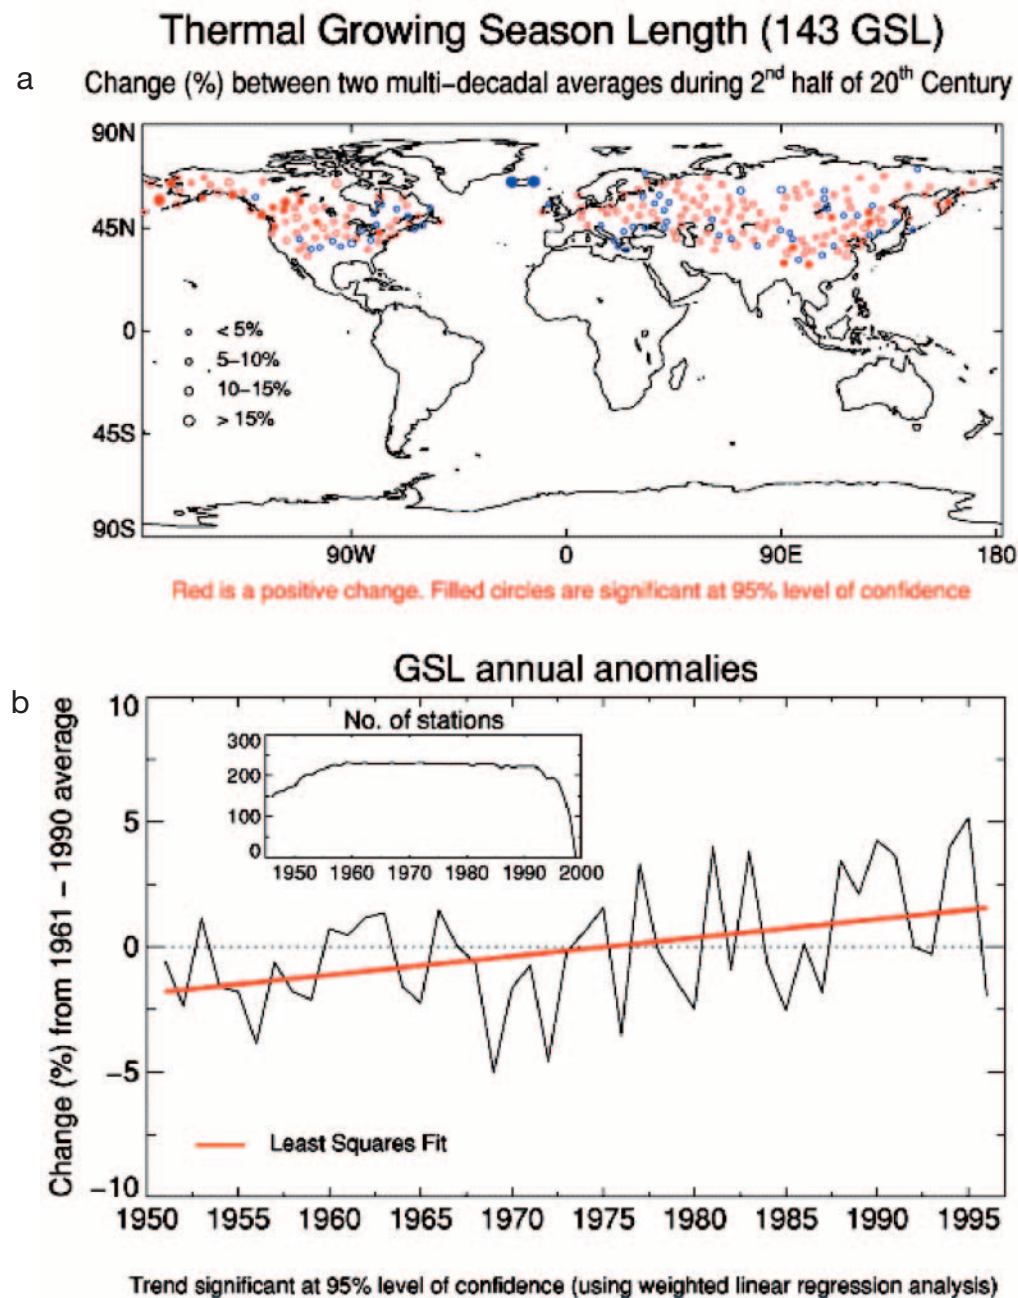 Thermal Growing Season Length (143 GSL)
a
Change (%) between two multi-decadal averages during 2nd half of 20th Century
90N
45N
0
45S
90S
< 5%
5-10%
10-15%
> 15%
90W 0 90E 180
Red is a positive change. Filled circles are significant at 95% level of confidence
GSL annual anomalies
b
Change (%) from 1961 - 1990 average
10
5
0
-5
-10
No. of stations
300
200
100
0
1950 1960 1970 1980 1990 2000
Least Squares Fit
1950 1955 1960 1965 1970 1975 1980 1985 1990 1995
Trend significant at 95% level of confidence (using weighted linear regression analysis)